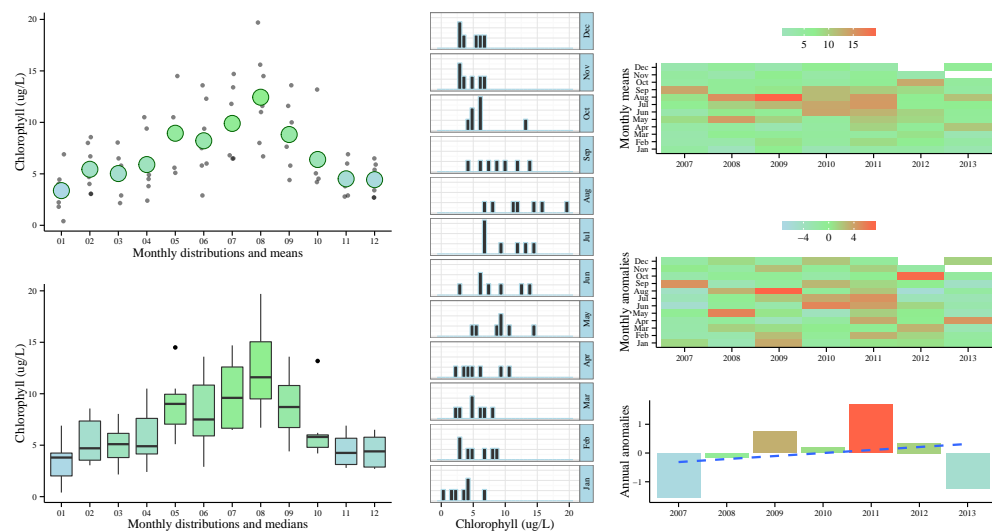 Chlorophyll (ug/L)
20
15
10
5
0
01 02 03 04 05 06 07 08 09 10 11 12
Monthly distributions and means
Chlorophyll (ug/L)
20
15
10
5
0
01 02 03 04 05 06 07 08 09 10 11 12
Monthly distributions and medians
Dec
Nov
Oct
Sep
Aug
Jul
Jun
May
Apr
Mar
Feb
Jan
0 5 10 15 20
Chlorophyll (ug/L)
5 10 15
Monthly means
Dec
Nov
Oct
Sep
Aug
Jul
Jun
May
Apr
Mar
Feb
Jan
2007 2008 2009 2010 2011 2012 2013
-4 0 4
Monthly anomalies
Dec
Nov
Oct
Sep
Aug
Jul
Jun
May
Apr
Mar
Feb
Jan
2007 2008 2009 2010 2011 2012 2013
Annual anomalies
1
0
-1
2007 2008 2009 2010 2011 2012 2013